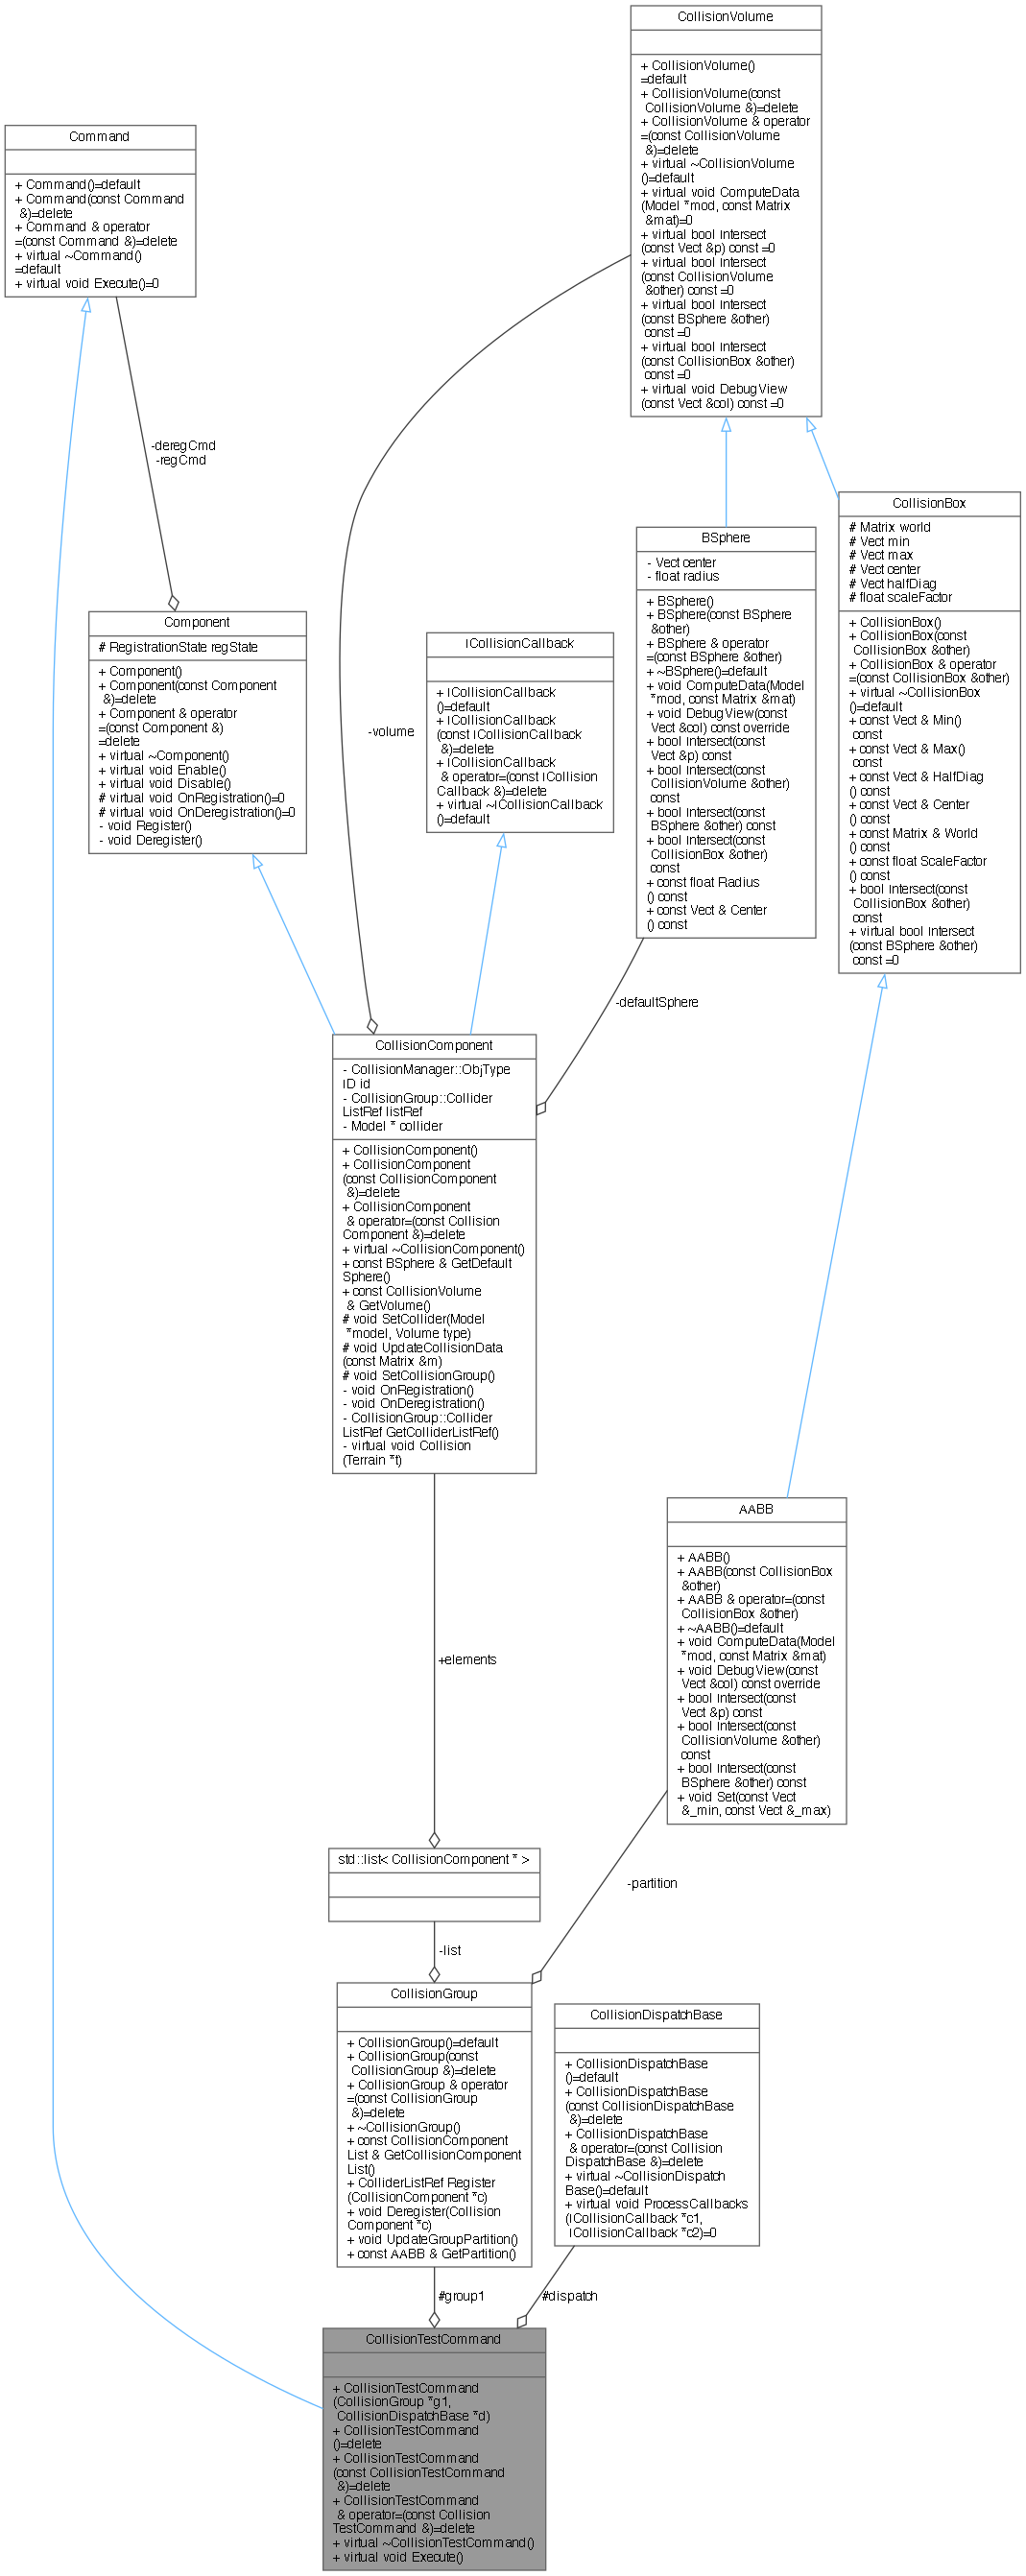 CollisionVolume
+ CollisionVolume()
=default
+ CollisionVolume(const
CollisionVolume &)=delete
+ CollisionVolume & operator
=(const CollisionVolume
&)=delete
+ virtual ~CollisionVolume
()=default
+ virtual void ComputeData
(Model *mod, const Matrix
&mat)=0
+ virtual bool Intersect
(const Vect &p) const =0
+ virtual bool Intersect
(const CollisionVolume
&other) const =0
+ virtual bool Intersect
(const BSphere &other)
const =0
+ virtual bool Intersect
(const CollisionBox &other)
const =0
+ virtual void DebugView
(const Vect &col) const =0
Command
+ Command()=default
+ Command(const Command
&)=delete
+ Command & operator
=(const Command &)=delete
+ virtual ~Command()
=default
+ virtual void Execute()=0
-deregCmd
-regCmd
CollisionBox
# Matrix world
# Vect min
# Vect max
# Vect center
# Vect halfDiag
# float scaleFactor
+ CollisionBox()
+ CollisionBox(const
CollisionBox &other)
+ CollisionBox & operator
=(const CollisionBox &other)
+ virtual ~CollisionBox
()=default
+ const Vect & Min()
const
+ const Vect & Max()
const
+ const Vect & HalfDiag
() const
+ const Vect & Center
() const
+ const Matrix & World
() const
+ const float ScaleFactor
() const
+ bool Intersect(const
CollisionBox &other)
const
+ virtual bool Intersect
(const BSphere &other)
const =0
BSphere
- Vect center
- float radius
+ BSphere()
+ BSphere(const BSphere
&other)
+ BSphere & operator
=(const BSphere &other)
+ ~BSphere()=default
+ void ComputeData(Model
*mod, const Matrix &mat)
+ void DebugView(const
Vect &col) const override
+ bool Intersect(const
Vect &p) const
+ bool Intersect(const
CollisionVolume &other)
const
+ bool Intersect(const
BSphere &other) const
+ bool Intersect(const
CollisionBox &other)
const
+ const float Radius
() const
+ const Vect & Center
() const
Component
# RegistrationState regState
+ Component()
+ Component(const Component
&)=delete
+ Component & operator
=(const Component &)
=delete
+ virtual ~Component()
+ virtual void Enable()
+ virtual void Disable()
# virtual void OnRegistration()=0
# virtual void OnDeregistration()=0
- void Register()
- void Deregister()
ICollisionCallback
+ ICollisionCallback
()=default
+ ICollisionCallback
(const ICollisionCallback
&)=delete
+ ICollisionCallback
& operator=(const ICollision
Callback &)=delete
+ virtual ~ICollisionCallback
()=default
-volume
-defaultSphere
CollisionComponent
- CollisionManager::ObjType
ID id
- CollisionGroup::Collider
ListRef listRef
- Model * collider
+ CollisionComponent()
+ CollisionComponent
(const CollisionComponent
&)=delete
+ CollisionComponent
& operator=(const Collision
Component &)=delete
+ virtual ~CollisionComponent()
+ const BSphere & GetDefault
Sphere()
+ const CollisionVolume
& GetVolume()
# void SetCollider(Model
*model, Volume type)
# void UpdateCollisionData
(const Matrix &m)
# void SetCollisionGroup()
- void OnRegistration()
- void OnDeregistration()
- CollisionGroup::Collider
ListRef GetColliderListRef()
- virtual void Collision
(Terrain *t)
+elements
AABB
+ AABB()
+ AABB(const CollisionBox
&other)
+ AABB & operator=(const
CollisionBox &other)
+ ~AABB()=default
+ void ComputeData(Model
*mod, const Matrix &mat)
+ void DebugView(const
Vect &col) const override
+ bool Intersect(const
Vect &p) const
+ bool Intersect(const
CollisionVolume &other)
const
+ bool Intersect(const
BSphere &other) const
+ void Set(const Vect
&_min, const Vect &_max)
std::list< CollisionComponent * >
-partition
-list
CollisionGroup
+ CollisionGroup()=default
+ CollisionGroup(const
CollisionGroup &)=delete
+ CollisionGroup & operator
=(const CollisionGroup
&)=delete
+ ~CollisionGroup()
+ const CollisionComponent
List & GetCollisionComponent
List()
+ ColliderListRef Register
(CollisionComponent *c)
+ void Deregister(Collision
Component *c)
+ void UpdateGroupPartition()
+ const AABB & GetPartition()
CollisionDispatchBase
+ CollisionDispatchBase
()=default
+ CollisionDispatchBase
(const CollisionDispatchBase
&)=delete
+ CollisionDispatchBase
& operator=(const Collision
DispatchBase &)=delete
+ virtual ~CollisionDispatch
Base()=default
+ virtual void ProcessCallbacks
(ICollisionCallback *c1,
ICollisionCallback *c2)=0
#group1
#dispatch
CollisionTestCommand
+ CollisionTestCommand
(CollisionGroup *g1,
CollisionDispatchBase *d)
+ CollisionTestCommand
()=delete
+ CollisionTestCommand
(const CollisionTestCommand
&)=delete
+ CollisionTestCommand
& operator=(const Collision
TestCommand &)=delete
+ virtual ~CollisionTestCommand()
+ virtual void Execute()